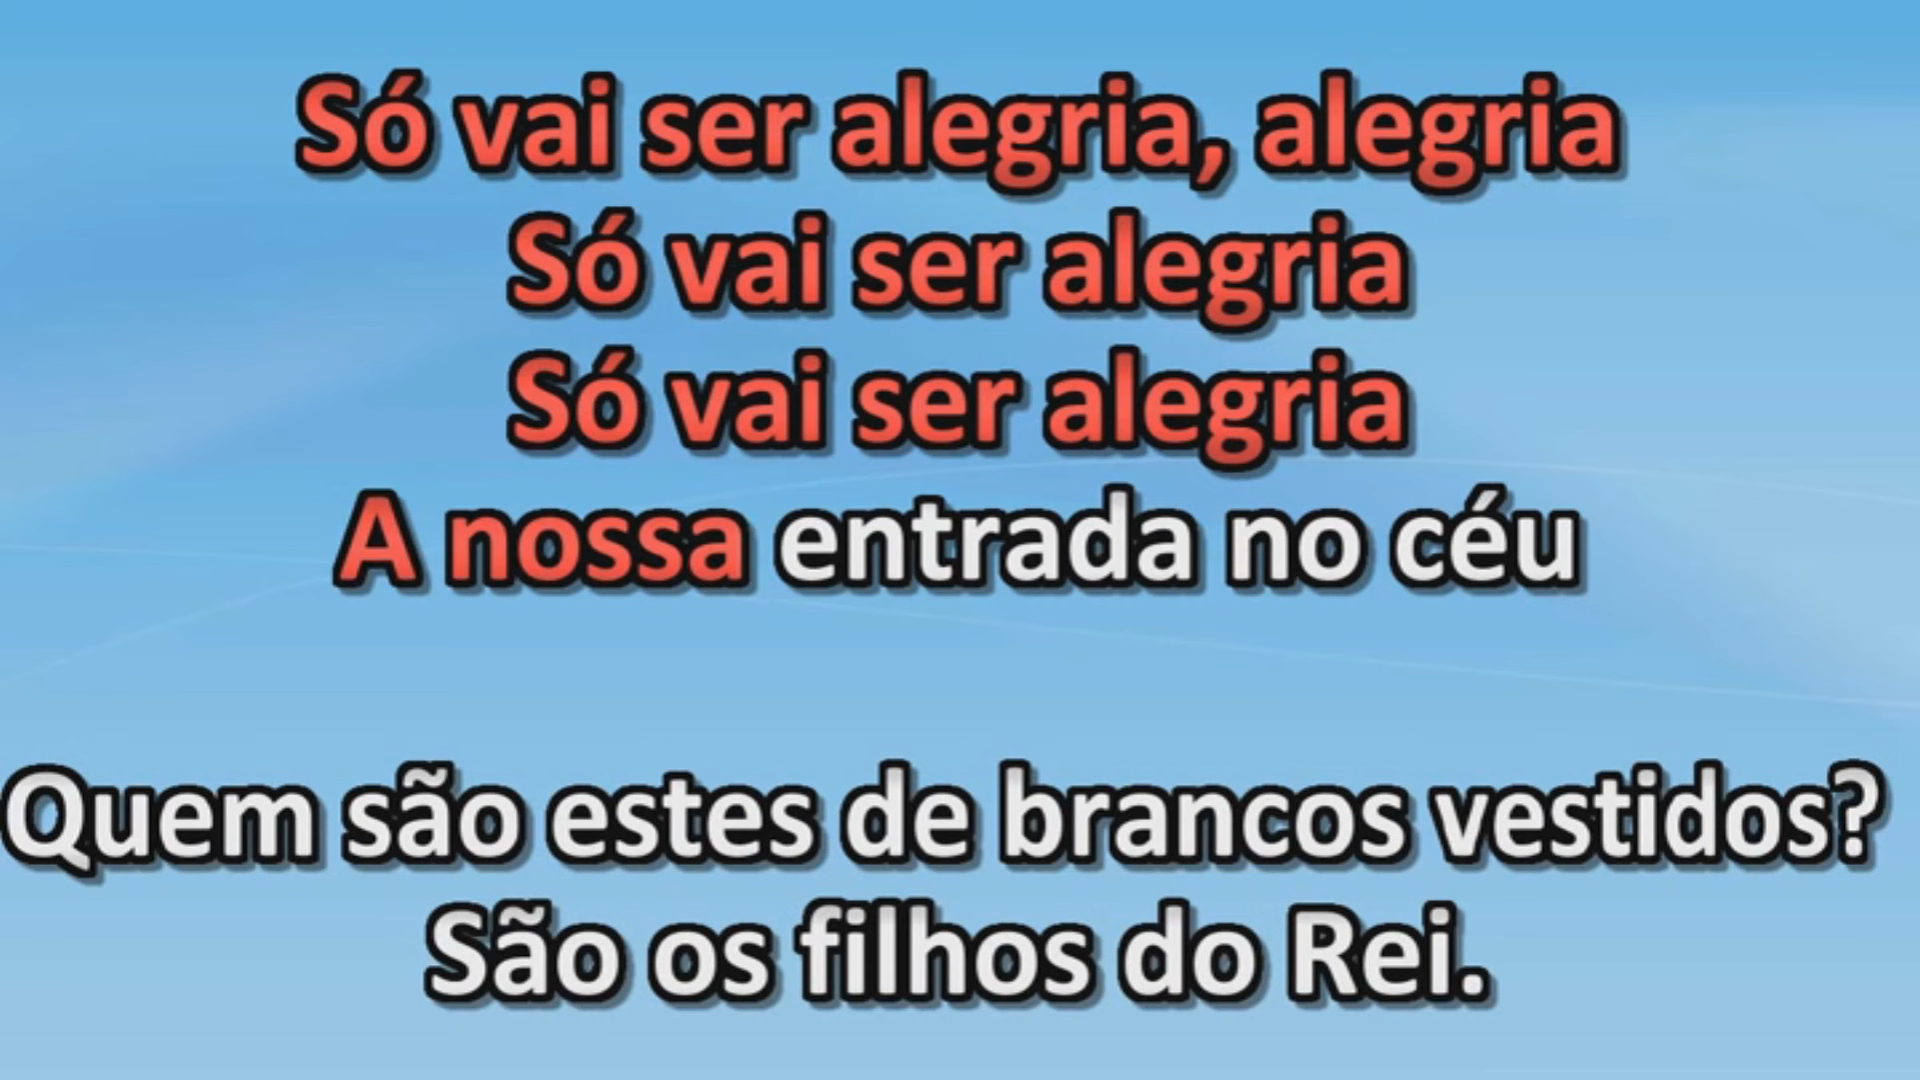 Só vai ser alegria, alegria
Só vai ser alegria
Só vai ser alegria
A nossa entrada no céu
Quem são estes de brancos vestidos?
São os filhos do Rei.